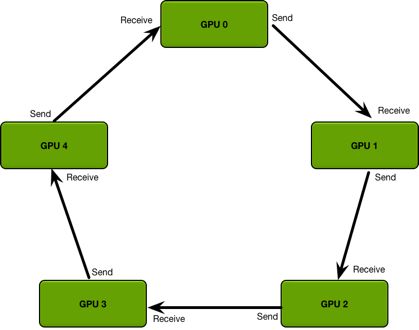 GPU 0
Send
Receive
Receive
Send
GPU 4
GPU 1
Receive
Send
Send
Receive
GPU 3
GPU 2
Receive
Send